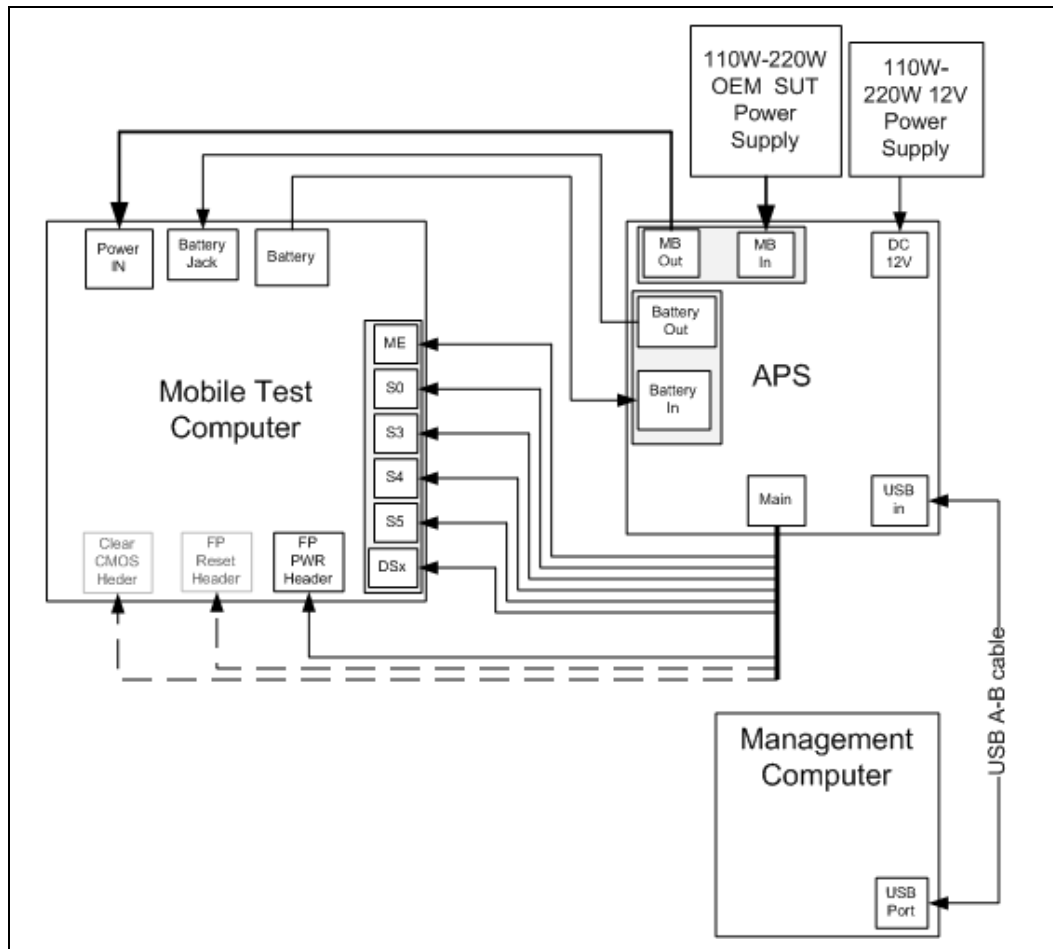 110W-220W
OEM SUT
Power
Supply
110W-
220W 12V
Power
Supply
Power
IN
Battery
Jack
Battery
MB
Out
MB
In
DC
12V
Battery
Out
Battery
In
APS
ME
S0
S3
S4
S5
DSx
Mobile Test
Computer
Main
USB
in
Clear
CMOS
Heder
FP
Reset
Header
FP
PWR
Header
USB A-B cable
Management
Computer
USB
Port